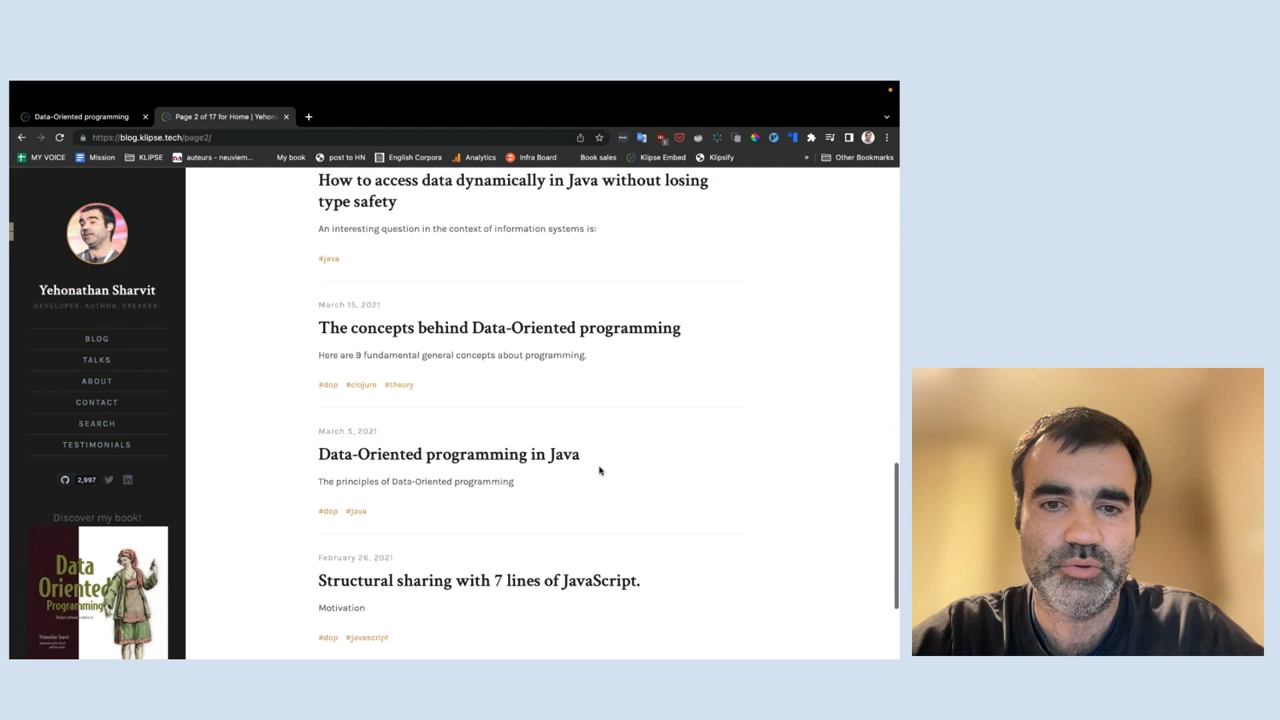 Data-Oriented programming
Page 2 of 17 for Home | Yehon
https://blog.klipse.tech/page2/
MY VOICE
Mission
KLIPSE
auteurs - neuviem...
My book
post to HN
English Corpora
Analytics
Infra Board
Book sales
Klipse Embed
Klipsify
»
Other Bookmarks
Yehonathan Sharvit
DEVELOPER. AUTHOR. SPEAKER.
BLOG
TALKS
ABOUT
CONTACT
SEARCH
TESTIMONIALS
2,997
Discover my book!
Data
Oriented
Programming
How to access data dynamically in Java without losing
type safety
An interesting question in the context of information systems is:
#java
March 15, 2021
The concepts behind Data-Oriented programming
Here are 9 fundamental general concepts about programming.
#dop #clojure #theory
March 5, 2021
Data-Oriented programming in Java
The principles of Data-Oriented programming
#dop #java
February 26, 2021
Structural sharing with 7 lines of JavaScript.
Motivation
#dop #javascript